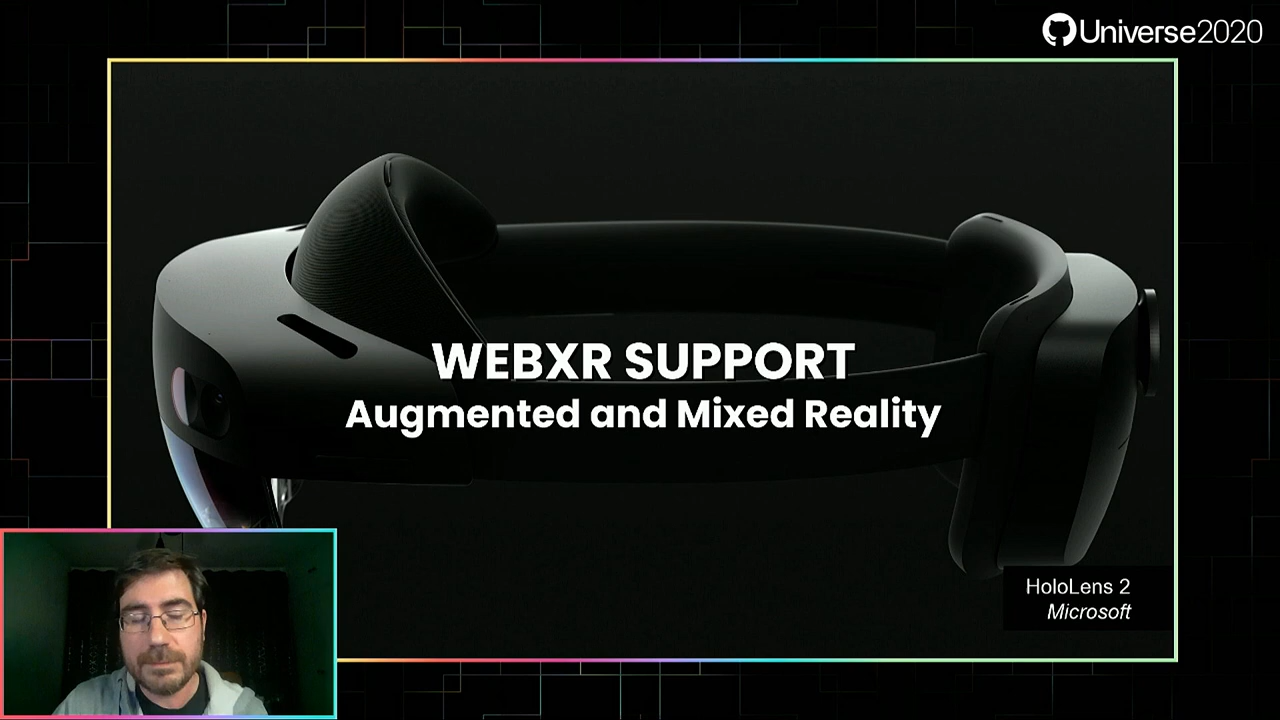 Universe2020
WEBXR SUPPORT
Augmented and Mixed Reality
HoloLens 2
Microsoft